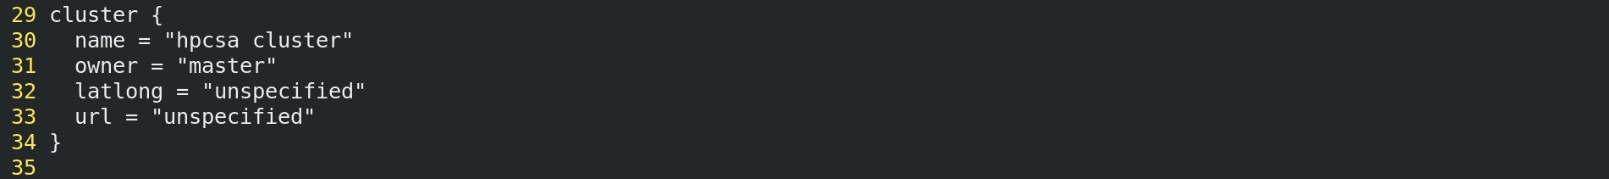 29 cluster {
30   name = "hpcsa cluster"
31   owner = "master"
32   latlong = "unspecified"
33   url = "unspecified"
34 }
35